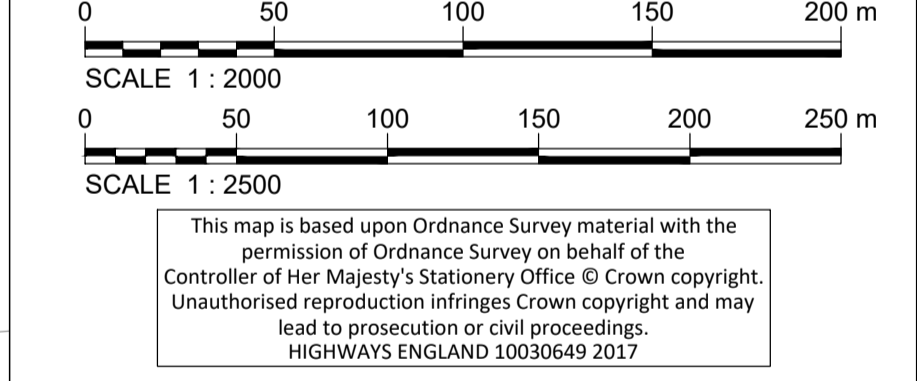 0 50 100 150 200 m
SCALE 1 : 2000
0 50 100 150 200 250 m
SCALE 1 : 2500
This map is based upon Ordnance Survey material with the
permission of Ordnance Survey on behalf of the
Controller of Her Majesty's Stationery Office © Crown copyright.
Unauthorised reproduction infringes Crown copyright and may
lead to prosecution or civil proceedings.
HIGHWAYS ENGLAND 10030649 2017